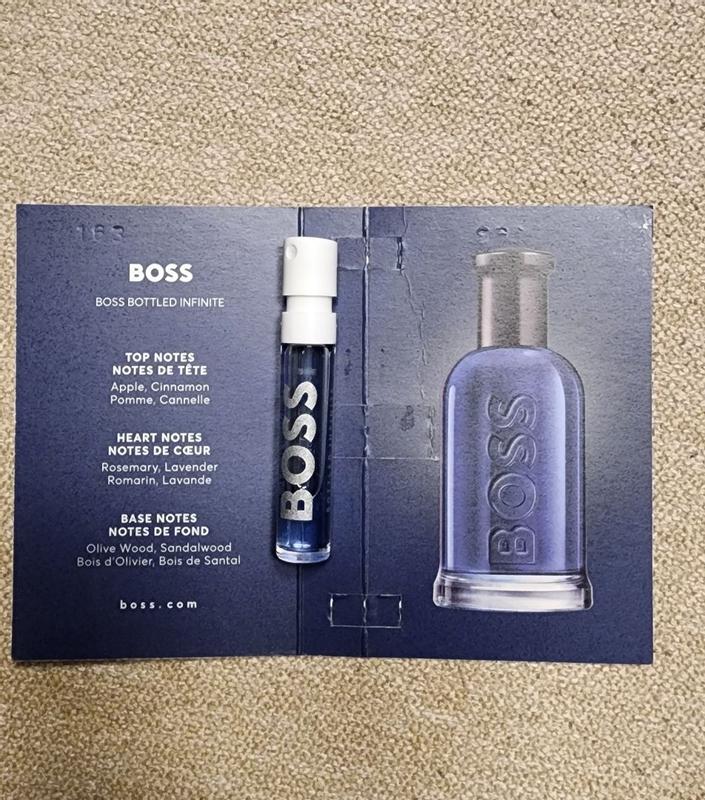 163
BOSS
BOSS BOTTLED INFINITE
TOP NOTES
NOTES DE TÊTE
Apple, Cinnamon
Pomme, Cannelle
HEART NOTES
NOTES DE CŒUR
Rosemary, Lavender
Romarin, Lavande
BASE NOTES
NOTES DE FOND
Olive Wood, Sandalwood
Bois d'Olivier, Bois de Santal
boss.com
BOSS
BOSS